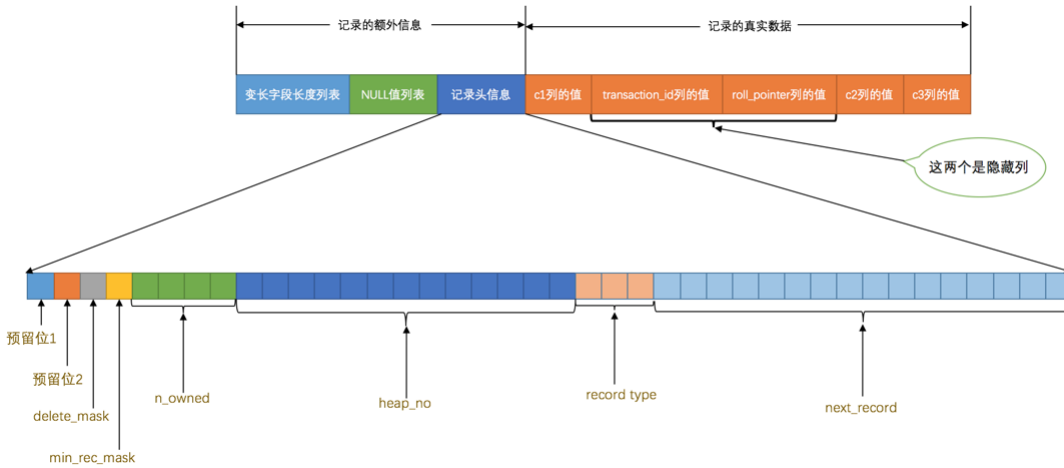 记录的额外信息
记录的真实数据
变长字段长度列表
NULL值列表
记录头信息
c1列的值
transaction_id列的值
roll_pointer列的值
c2列的值
c3列的值
这两个是隐藏列
预留位1
预留位2
delete_mask
min_rec_mask
n_owned
heap_no
record type
next_record